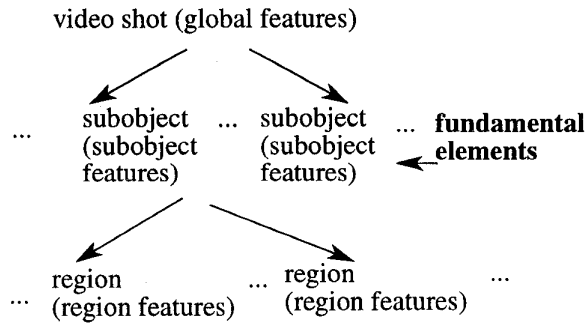 video shot (global features)
... subobject ... subobject ... fundamental
(subobject (subobject elements
features) features)
... region ... region ...
(region features) (region features)